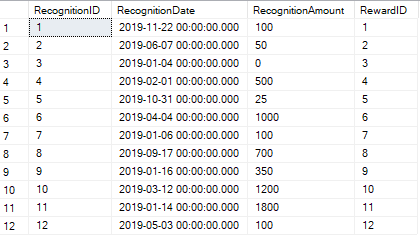 RecognitionID RecognitionDate RecognitionAmount RewardID
1 1 2019-11-22 00:00:00.000 100 1
2 2 2019-06-07 00:00:00.000 50 2
3 3 2019-01-04 00:00:00.000 0 3
4 4 2019-02-01 00:00:00.000 500 4
5 5 2019-10-31 00:00:00.000 25 5
6 6 2019-04-04 00:00:00.000 1000 6
7 7 2019-01-06 00:00:00.000 100 7
8 8 2019-09-17 00:00:00.000 700 8
9 9 2019-01-16 00:00:00.000 350 9
10 10 2019-03-12 00:00:00.000 1200 10
11 11 2019-01-14 00:00:00.000 1800 11
12 12 2019-05-03 00:00:00.000 100 12